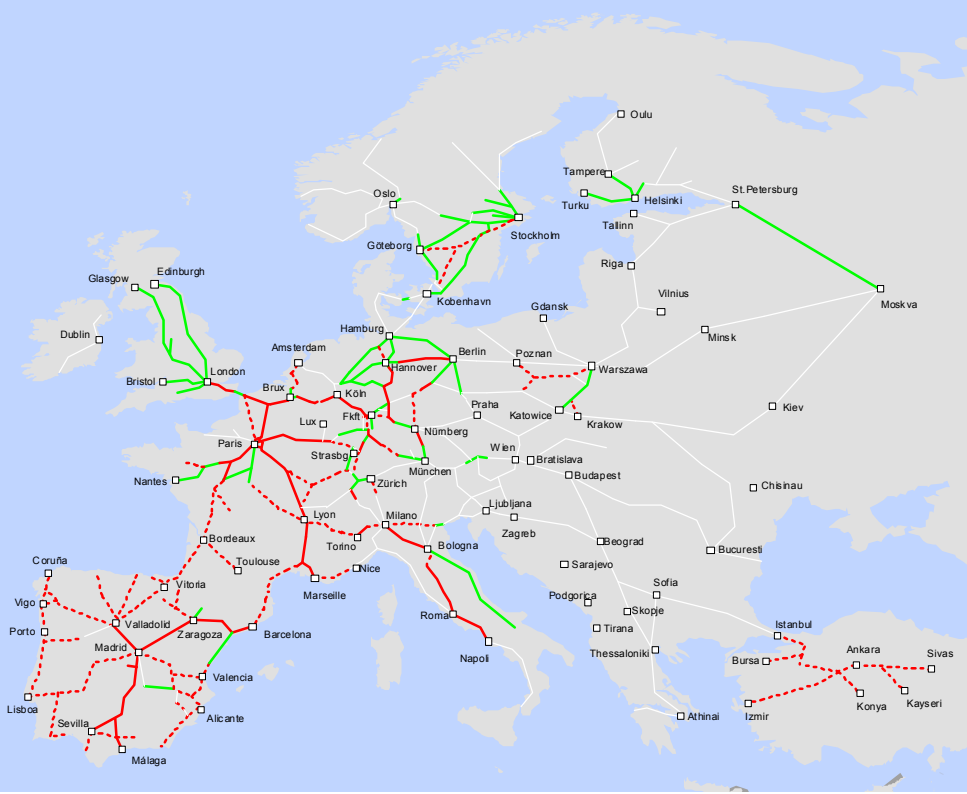 Oulu
Tampere
Oslo
St.Petersburg
Turku
Helsinki
Tallinn
Stockholm
Göteborg
Riga
Edinburgh
Glasgow
Vilnius
Kobenhavn
Moskva
Gdansk
Dublin
Hamburg
Minsk
Amsterdam
Berlin
Poznan
Hannover
Warszawa
London
Bristol
Brux
Köln
Kiev
Lux
Fkft
Praha
Katowice
Krakow
Paris
Nürnberg
Strasbg
Wien
Bratislava
München
Budapest
Nantes
Zürich
Chisinau
Ljubljana
Lyon
Milano
Zagreb
Bordeaux
Torino
Bologna
Beograd
Bucuresti
Coruña
Toulouse
Nice
Sarajevo
Vitoria
Marseille
Sofia
Vigo
Podgorica
Valladolid
Roma
Skopje
Porto
Zaragoza
Barcelona
Tirana
Istanbul
Madrid
Napoli
Thessaloniki
Ankara
Sivas
Bursa
Valencia
Lisboa
Konya
Kayseri
Alicante
Izmir
Athinai
Sevilla
Málaga